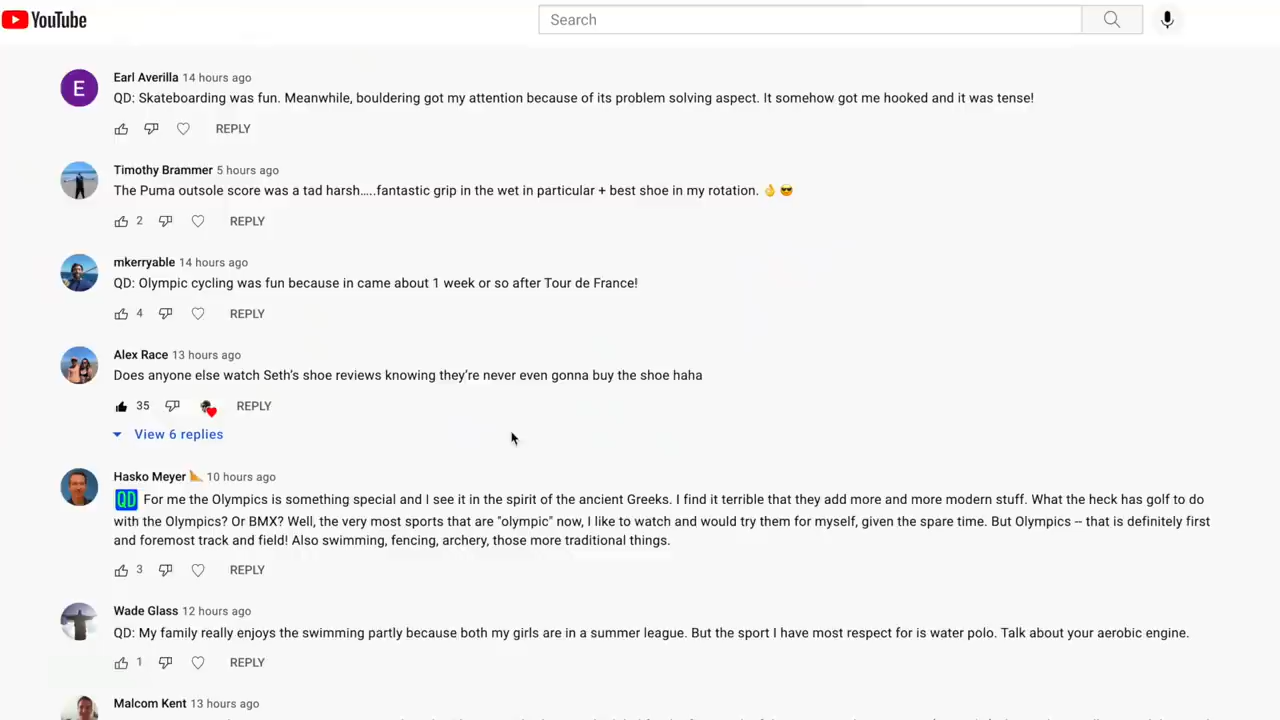 YouTube
Search
E
Earl Averilla 14 hours ago
QD: Skateboarding was fun. Meanwhile, bouldering got my attention because of its problem solving aspect. It somehow got me hooked and it was tense!
REPLY
Timothy Brammer 5 hours ago
The Puma outsole score was a tad harsh…..fantastic grip in the wet in particular + best shoe in my rotation. 👌😎
2 REPLY
mkerryable 14 hours ago
QD: Olympic cycling was fun because in came about 1 week or so after Tour de France!
4 REPLY
Alex Race 13 hours ago
Does anyone else watch Seth's shoe reviews knowing they're never even gonna buy the shoe haha
35 REPLY
View 6 replies
Hasko Meyer 10 hours ago
QD For me the Olympics is something special and I see it in the spirit of the ancient Greeks. I find it terrible that they add more and more modern stuff. What the heck has golf to do
with the Olympics? Or BMX? Well, the very most sports that are "olympic" now, I like to watch and would try them for myself, given the spare time. But Olympics -- that is definitely first
and foremost track and field! Also swimming, fencing, archery, those more traditional things.
3 REPLY
Wade Glass 12 hours ago
QD: My family really enjoys the swimming partly because both my girls are in a summer league. But the sport I have most respect for is water polo. Talk about your aerobic engine.
1 REPLY
Malcom Kent 13 hours ago